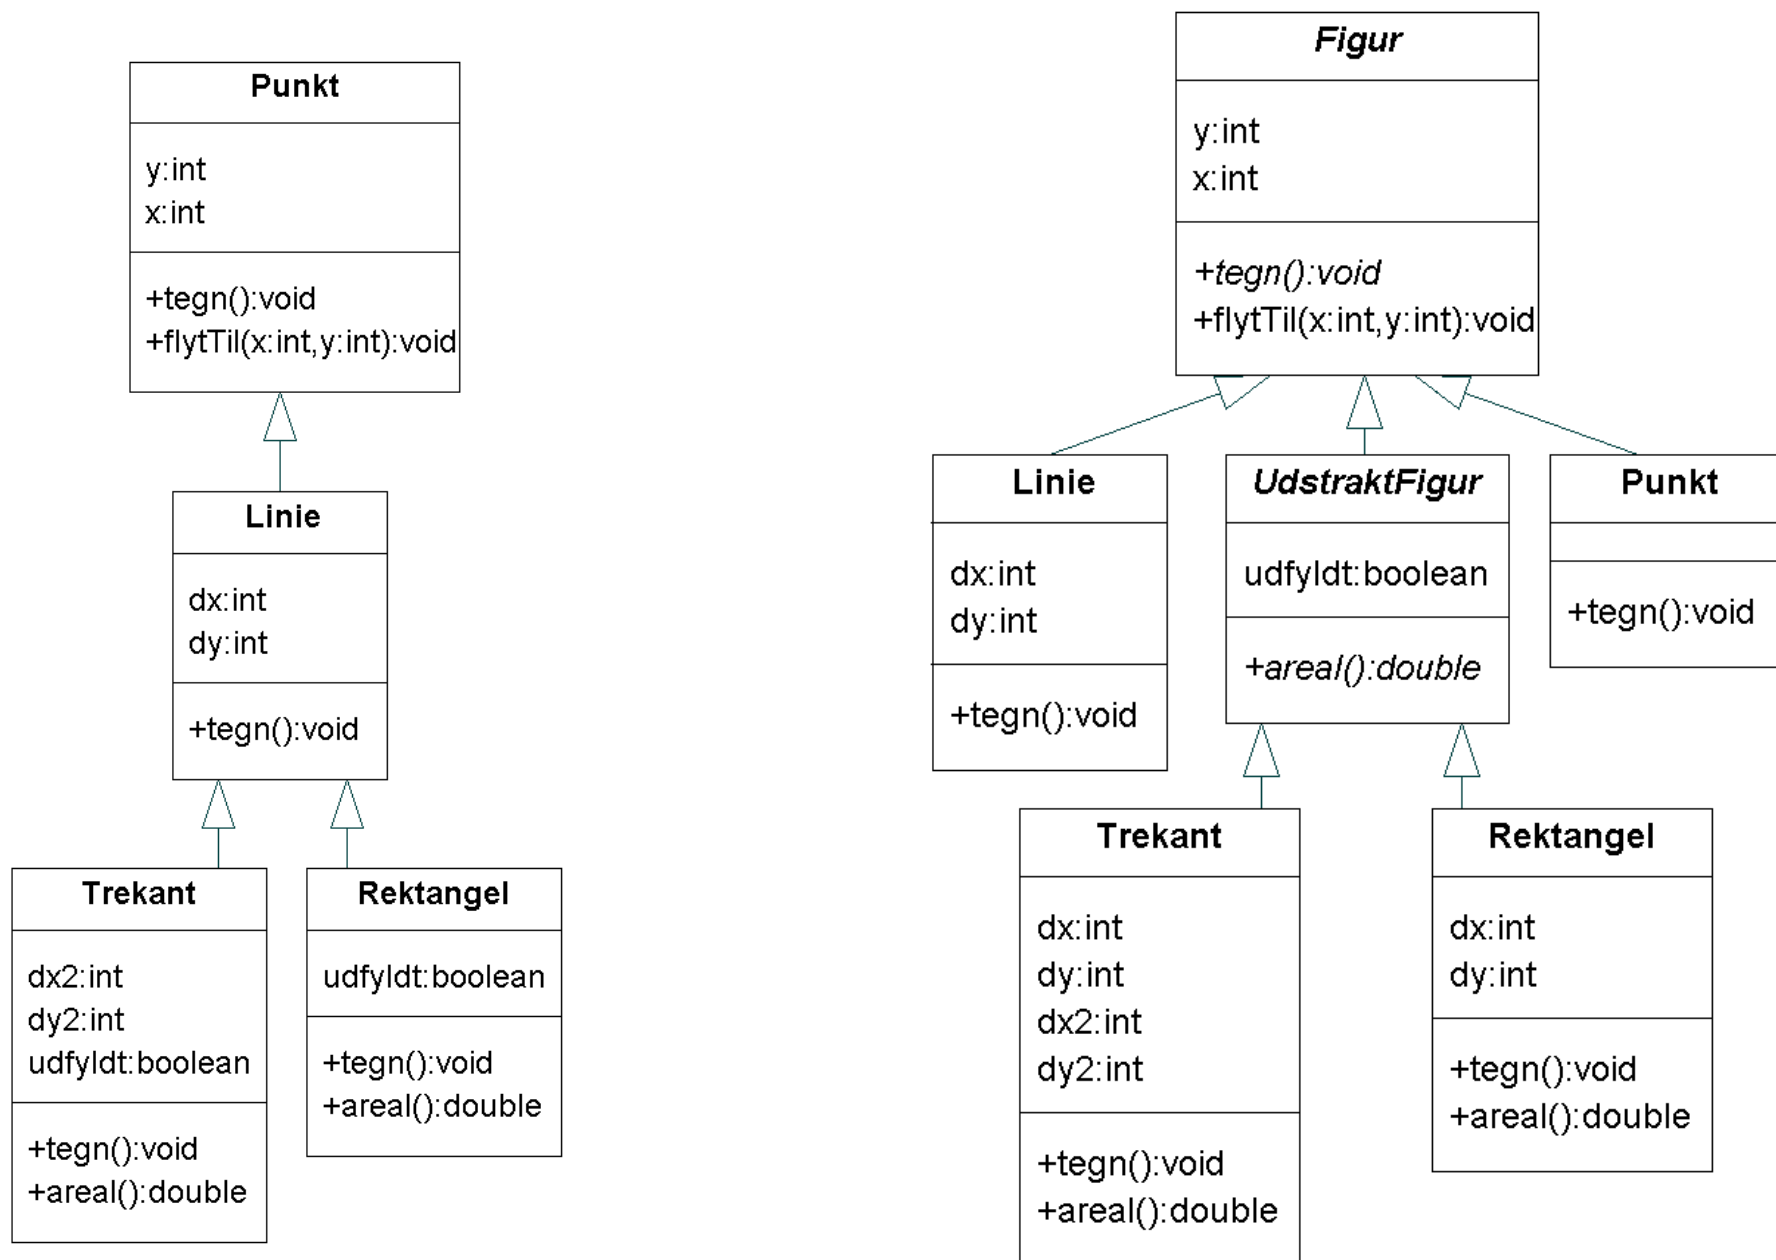 Punkt
y:int
x:int
+tegn():void
+flytTil(x:int,y:int):void
Linie
dx:int
dy:int
+tegn():void
Trekant
dx2:int
dy2:int
udfyldt:boolean
+tegn():void
+areal():double
Rektangel
udfyldt:boolean
+tegn():void
+areal():double
Figur
y:int
x:int
+tegn():void
+flytTil(x:int,y:int):void
Linie
dx:int
dy:int
+tegn():void
UdstraktFigur
udfyldt:boolean
+areal():double
Punkt
+tegn():void
Trekant
dx:int
dy:int
dx2:int
dy2:int
+tegn():void
+areal():double
Rektangel
dx:int
dy:int
+tegn():void
+areal():double